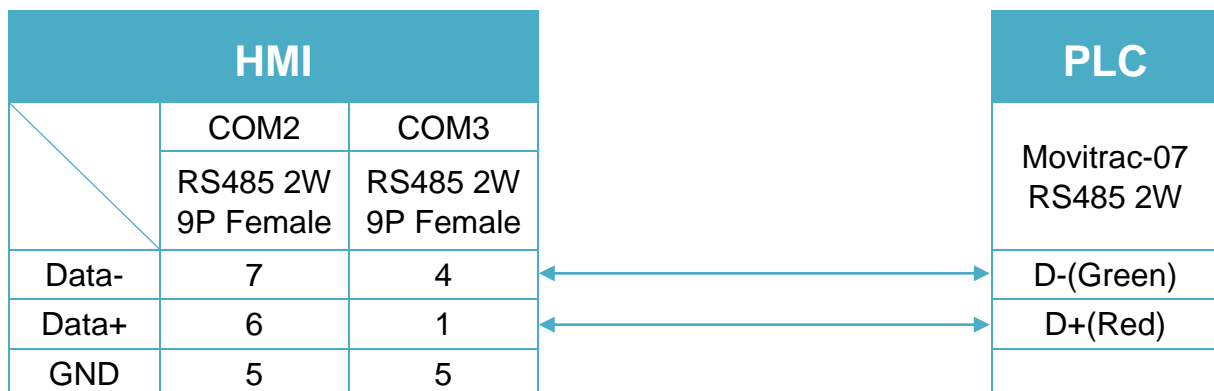 HMI PLC
COM2 COM3
RS485 2W RS485 2W
9P Female 9P Female
Movitrac-07
RS485 2W
Data- 7 4 D-(Green)
Data+ 6 1 D+(Red)
GND 5 5